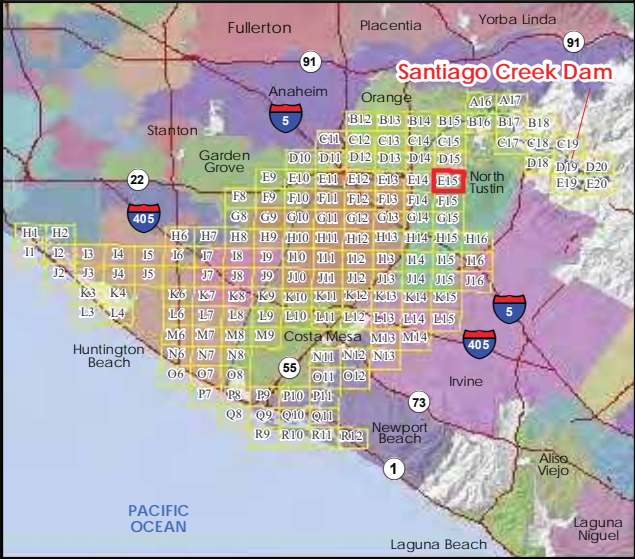 Fullerton
Placentia
Yorba Linda
91
91
Santiago Creek Dam
Anaheim
Orange
A16 A17
5
B12 B13 B14 B15 B16 B17 B18
Stanton
C11 C12 C13 C14 C15 C17 C18 C19
Garden
Grove
D10 D11 D12 D13 D14 D15 D18 D19 D20
22
E9 E10 E11 E12 E13 E14 E15 E19 E20
North
Tustin
F8 F9 F10 F11 F12 F13 F14 F15
405
G8 G9 G10 G11 G12 G13 G14 G15
H1 H2 H6 H7 H8 H9 H10 H11 H12 H13 H14 H15 H16
I1 I2 I3 I4 I5 I6 I7 I8 I9 I10 I11 I12 I13 I14 I15 I16
J2 J3 J4 J5 J7 J8 J9 J10 J11 J12 J13 J14 J15 J16
K3 K4 K6 K7 K8 K9 K10 K11 K12 K13 K14 K15
5
L3 L4 L6 L7 L8 L9 L10 L11 L12 L13 L14 L15
M6 M7 M8 M9 Costa Mesa M13 M14
405
Huntington
Beach
N6 N7 N8 N11 N12 N13
55
O6 O7 O8 O11 O12
Irvine
P7 P8 P9 P10 P11
73
Q8 Q9 Q10 Q11
Newport
Beach
R9 R10 R11 R12
1
Aliso
Viejo
PACIFIC
OCEAN
Laguna
Niguel
Laguna Beach